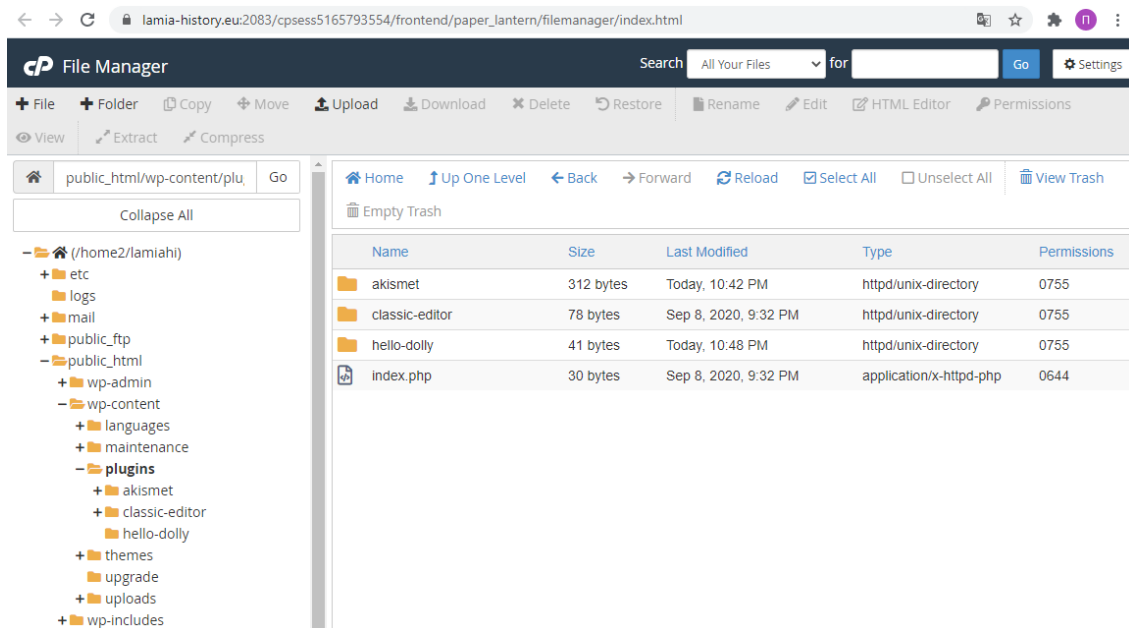 lamia-history.eu:2083/cpsess5165793554/frontend/paper_lantern/filemanager/index.html
П
cP File Manager
Search All Your Files for Go Settings
File Folder Copy Move Upload Download Delete Restore Rename Edit HTML Editor Permissions
View Extract Compress
public_html/wp-content/plu Go
Collapse All
(/home2/lamiahi)
etc
logs
mail
public_ftp
public_html
wp-admin
wp-content
languages
maintenance
plugins
akismet
classic-editor
hello-dolly
themes
upgrade
uploads
wp-includes
Home Up One Level Back Forward Reload Select All Unselect All View Trash
Empty Trash
Name Size Last Modified Type Permissions
akismet 312 bytes Today, 10:42 PM httpd/unix-directory 0755
classic-editor 78 bytes Sep 8, 2020, 9:32 PM httpd/unix-directory 0755
hello-dolly 41 bytes Today, 10:48 PM httpd/unix-directory 0755
index.php 30 bytes Sep 8, 2020, 9:32 PM application/x-httpd-php 0644